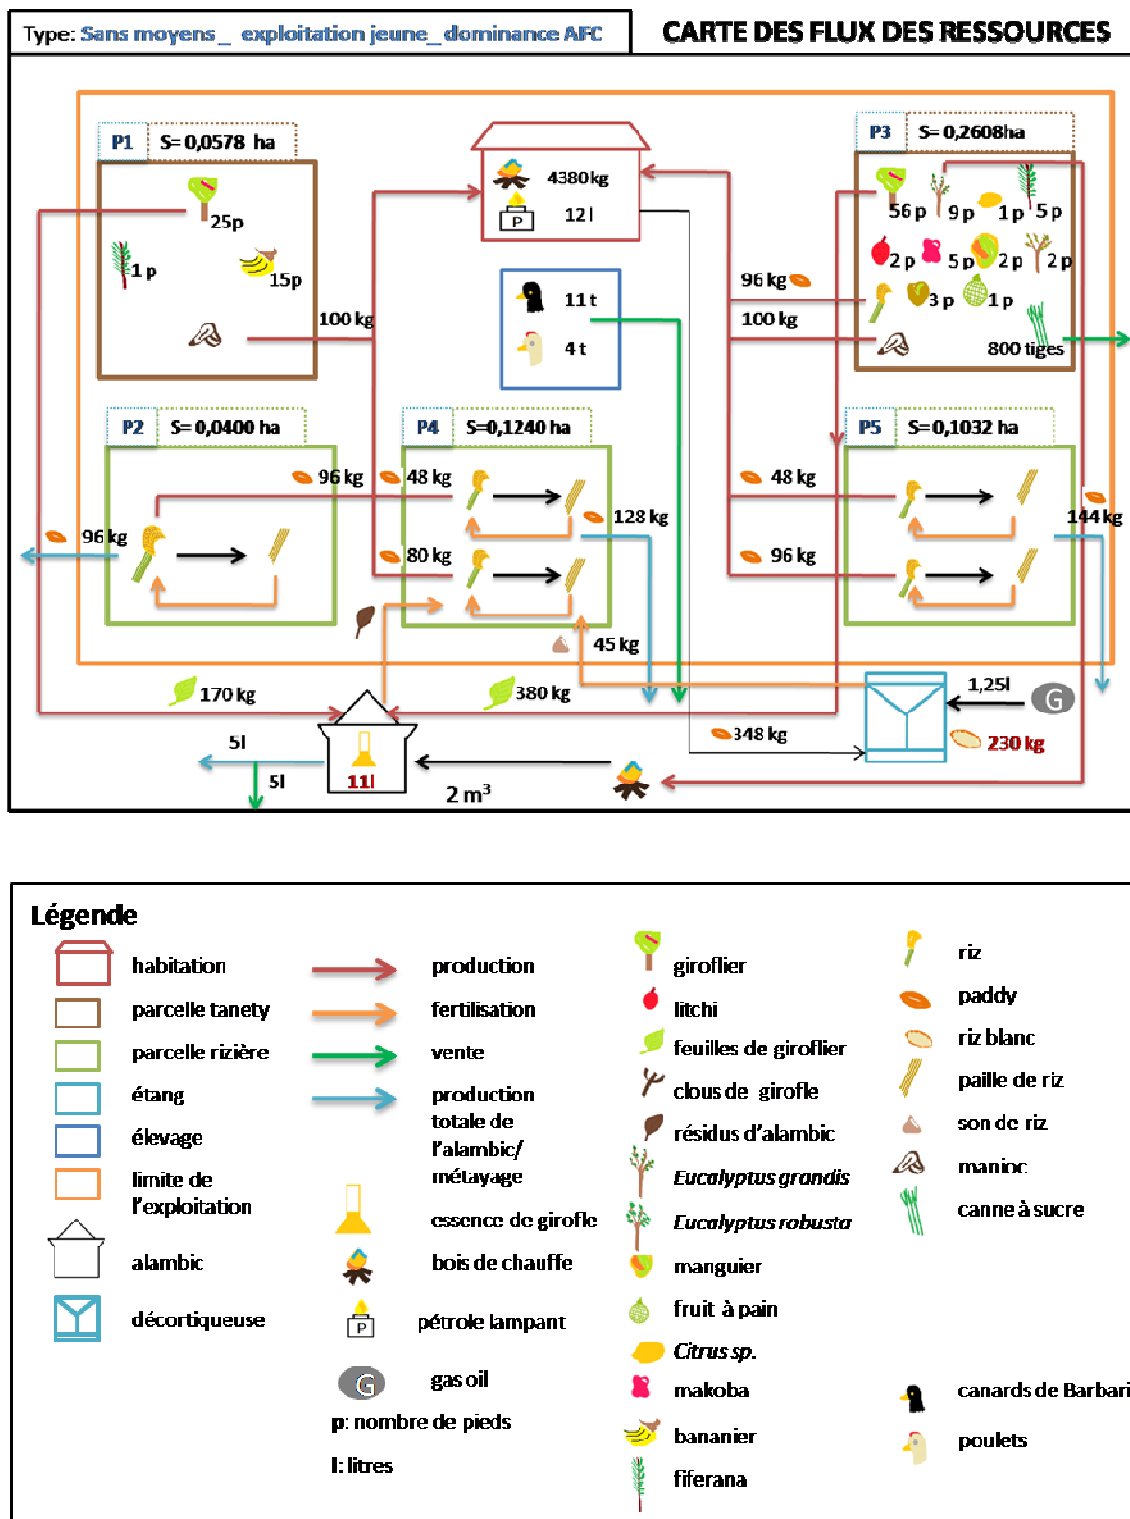 Type: Sans moyens_ exploitation jeune_ dominance AFC
CARTE DES FLUX DES RESSOURCES
P1 S= 0,0578 ha
P3 S= 0,2608ha
25p
1 p
15p
100 kg
4380kg
P 12 l
11 t
4 t
56 p 9 p 1 p 5 p
2 p 5 p 2 p 2 p
3 p 1 p
96 kg
100 kg
800 tiges
P2 S= 0,0400 ha
P4 S=0,1240 ha
P5 S=0,1032 ha
96 kg
96 kg
48 kg
128 kg
80 kg
48 kg
144 kg
96 kg
45 kg
170 kg
380 kg
1,25l
G
348 kg
230 kg
5l
5l
11l
2 m³
Légende
habitation
parcelle tanety
parcelle rizière
étang
élevage
limite de
l'exploitation
alambic
décortiqueuse
production
fertilisation
vente
production
totale de
l'alambic/
métayage
essence de girofle
bois de chauffe
P pétrole lampant
G gas oil
p: nombre de pieds
l: litres
giroflier
litchi
feuilles de giroflier
clous de girofle
résidus d'alambic
Eucalyptus grandis
Eucalyptus robusta
manguier
fruit à pain
Citrus sp.
makoba
bananier
fiferana
riz
paddy
riz blanc
paille de riz
son de riz
manioc
canne à sucre
canards de Barbari
poulets